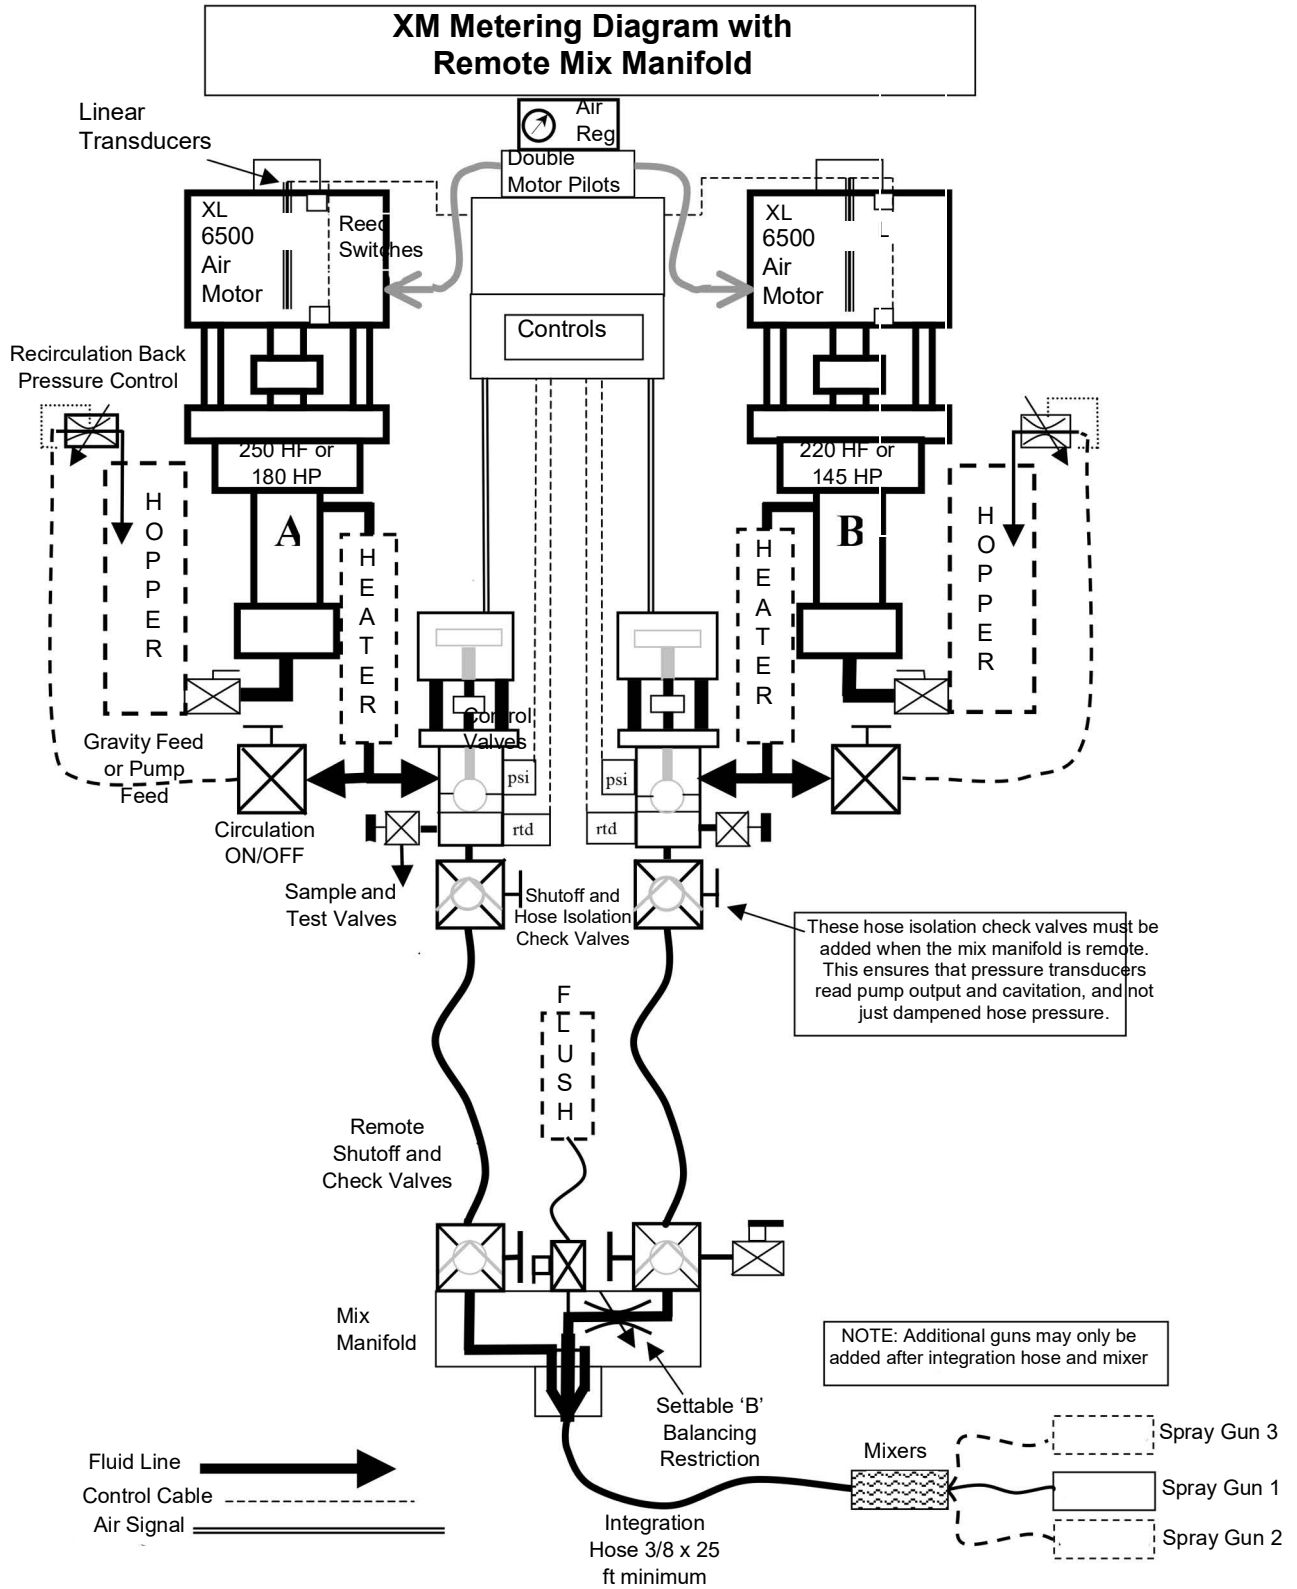 XM Metering Diagram with
Remote Mix Manifold
Linear
Transducers
Air
Reg
Double
Motor Pilots
XL
6500
Air
Motor
Reed
Switches
XL
6500
Air
Motor
Controls
Recirculation Back
Pressure Control
250 HF or
180 HP
220 HF or
145 HP
HOPPER
A
HEATER
HEATER
B
HOPPER
Control
Valves
Gravity Feed
or Pump
Feed
psi
psi
rtd
rtd
Circulation
ON/OFF
Sample and
Test Valves
Shutoff and
Hose Isolation
Check Valves
These hose isolation check valves must be
added when the mix manifold is remote.
This ensures that pressure transducers
read pump output and cavitation, and not
just dampened hose pressure.
FLUSH
Remote
Shutoff and
Check Valves
Mix
Manifold
NOTE: Additional guns may only be
added after integration hose and mixer
Settable ‘B’
Balancing
Restriction
Fluid Line
Control Cable
Air Signal
Mixers
Spray Gun 3
Spray Gun 1
Spray Gun 2
Integration
Hose 3/8 x 25
ft minimum